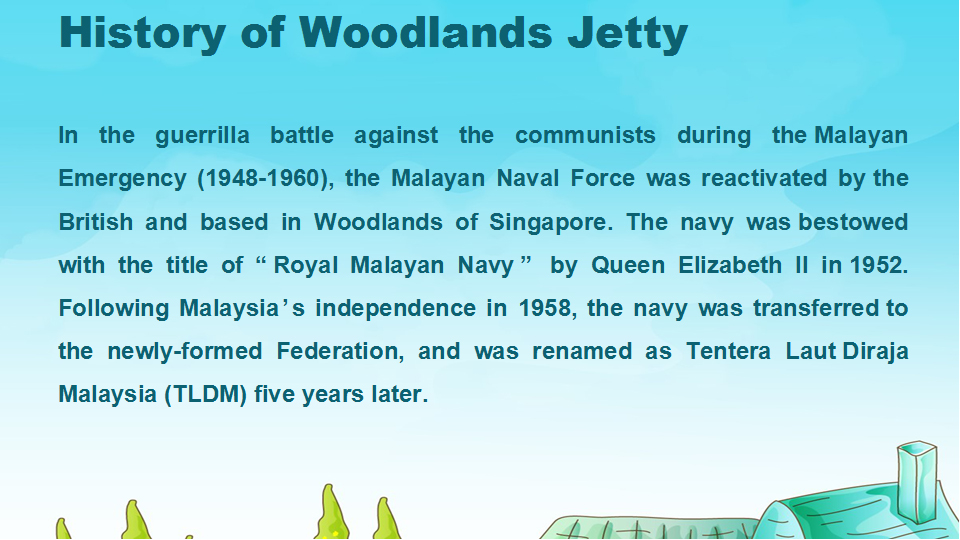 History of Woodlands Jetty
In the guerrilla battle against the communists during the Malayan
Emergency (1948-1960), the Malayan Naval Force was reactivated by the
British and based in Woodlands of Singapore. The navy was bestowed
with the title of “ Royal Malayan Navy ” by Queen Elizabeth II in 1952.
Following Malaysia ’ s independence in 1958, the navy was transferred to
the newly-formed Federation, and was renamed as Tentera Laut Diraja
Malaysia (TLDM) five years later.